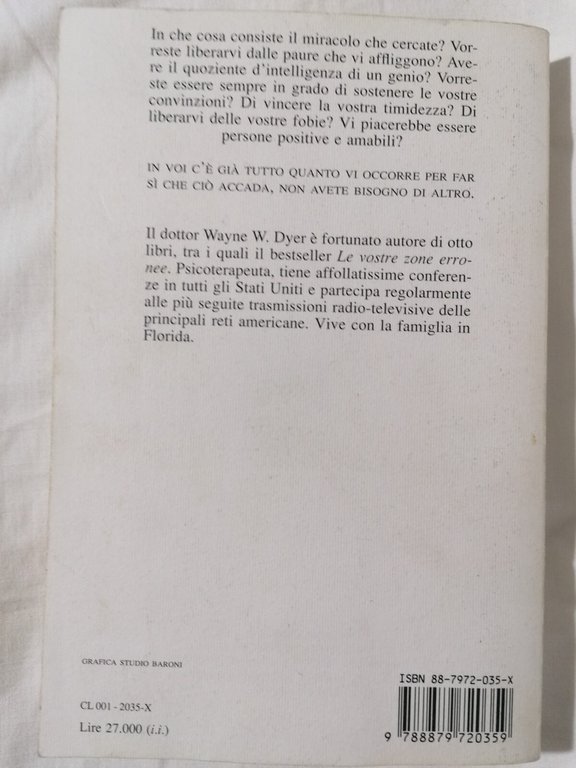 In che cosa consiste il miracolo che cercate? Vor-
reste liberarvi dalle paure che vi affliggono? Ave-
re il quoziente d'intelligenza di un genio? Vorre-
ste essere sempre in grado di sostenere le vostre
convinzioni? Di vincere la vostra timidezza? Di
liberarvi delle vostre fobie? Vi piacerebbe essere
persone positive e amabili?
IN VOI C'È GIÀ TUTTO QUANTO VI OCCORRE PER FAR
SÌ CHE CIÒ ACCADA, NON AVETE BISOGNO DI ALTRO.
Il dottor Wayne W. Dyer è fortunato autore di otto
libri, tra i quali il bestseller Le vostre zone erro-
nee. Psicoterapeuta, tiene affollatissime conferen-
ze in tutti gli Stati Uniti e partecipa regolarmente
alle più seguite trasmissioni radio-televisive delle
principali reti americane. Vive con la famiglia in
Florida.
GRAFICA STUDIO BARONI
CL 001 - 2035-X
Lire 27.000 (i.i.)
ISBN 88-7972-035-X
9 788879 720359